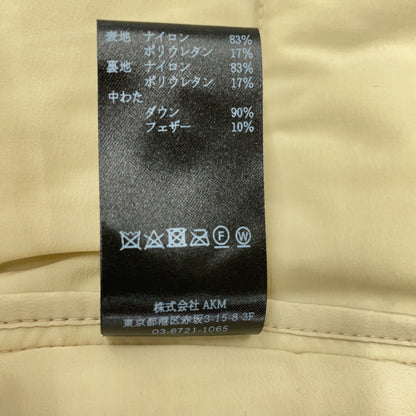 表地 ナイロン 83%
ポリウレタン 17%
裏地 ナイロン 83%
ポリウレタン 17%
中わた
ダウン 90%
フェザー 10%
F W
株式会社 AKM
東京都港区赤坂3-15-8-3F
03-6721-1065